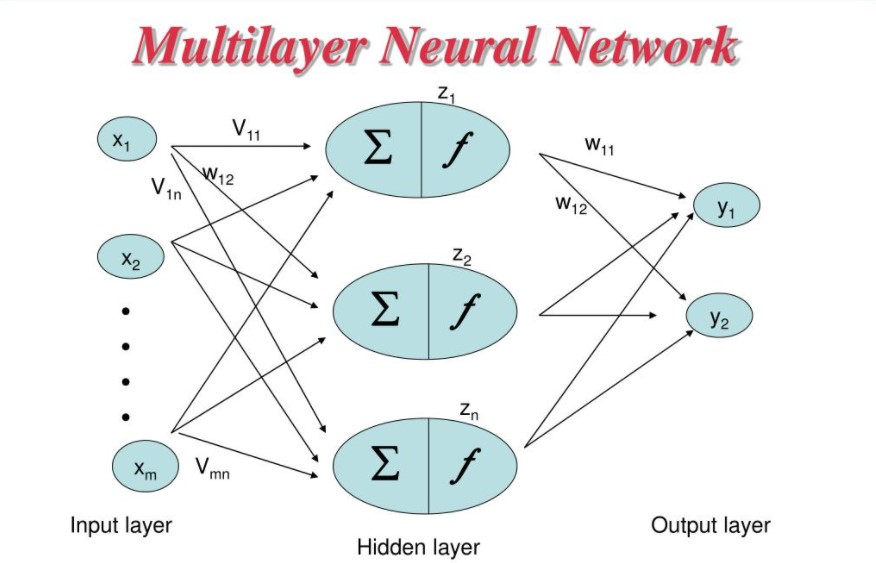 Multilayer Neural Network
z₁
x₁
V₁₁
Σ
f
w₁₁
w₁₂
V₁ₙ
w₁₂
y₁
x₂
z₂
Σ
f
y₂
zₙ
Σ
f
xₘ
Vₘₙ
Input layer
Output layer
Hidden layer